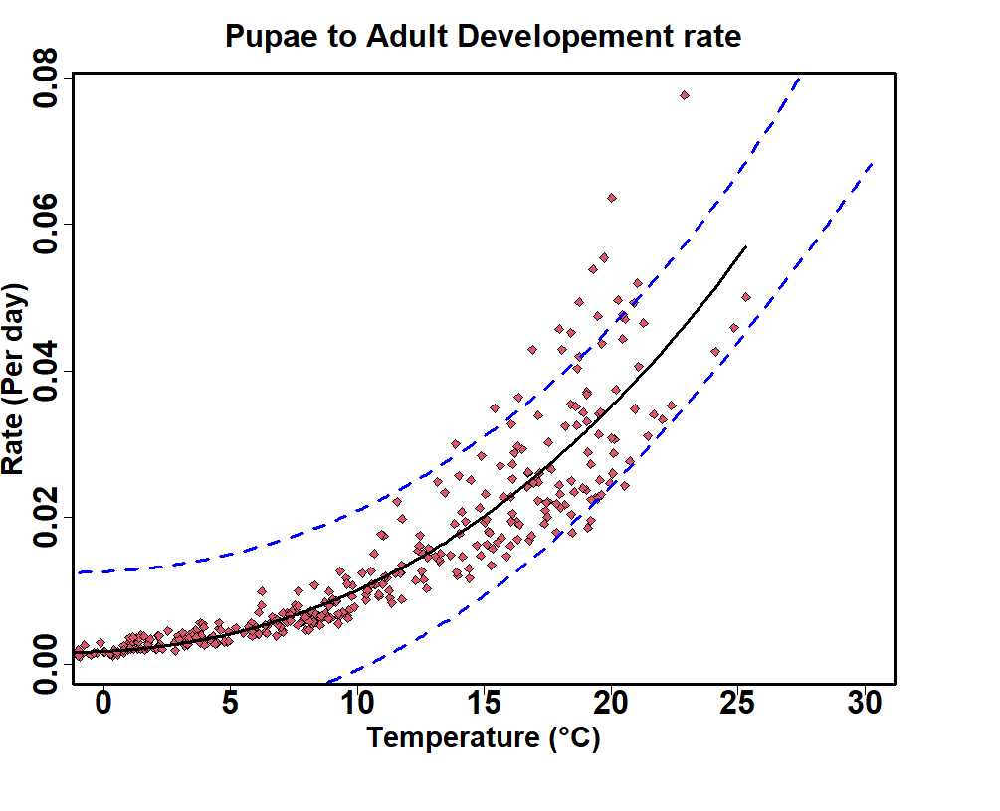 Pupae to Adult Developement rate
0.08
0.06
0.04
0.02
0.00
Rate (Per day)
0 5 10 15 20 25 30
Temperature (°C)